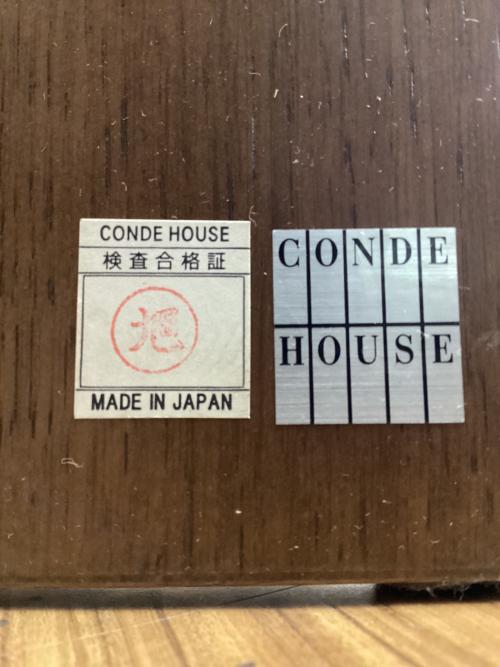 CONDE HOUSE
検査合格証
旭
MADE IN JAPAN
CONDE
HOUSE